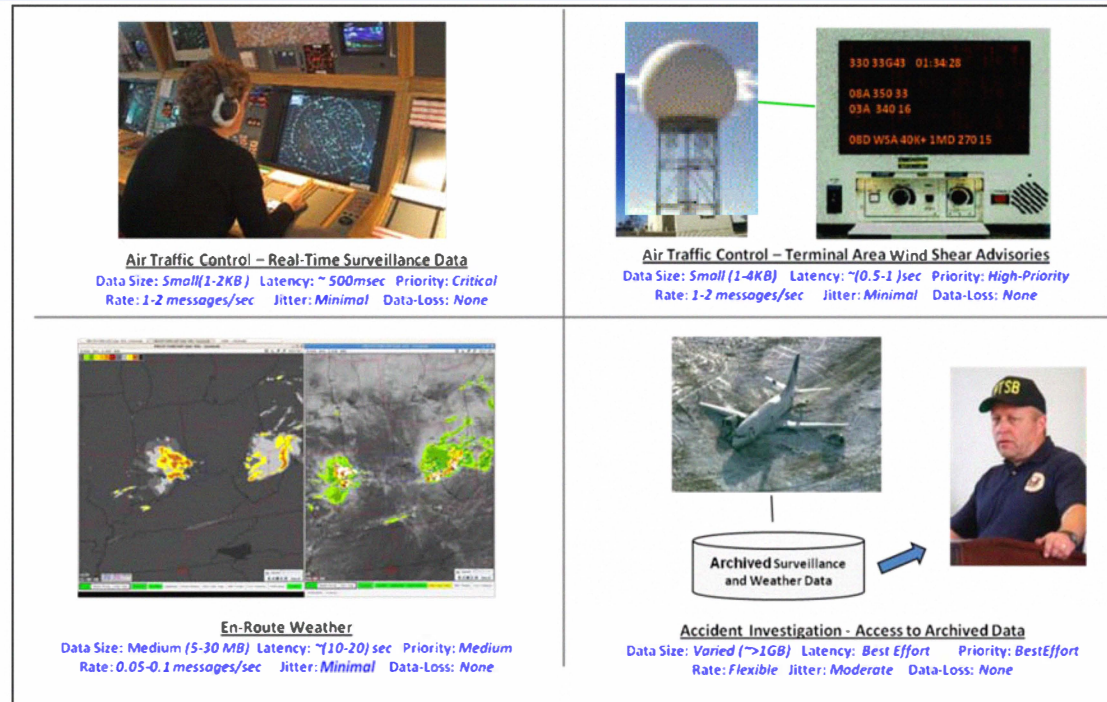 330 33G43 01:34:28
08A 350 33
03A 340 16
08D WSA 40K+ 1MD 270 15
Air Traffic Control – Real-Time Surveillance Data
Data Size: Small(1-2KB ) Latency: ~ 500msec Priority: Critical
Rate: 1-2 messages/sec Jitter: Minimal Data-Loss: None
Air Traffic Control – Terminal Area Wind Shear Advisories
Data Size: Small (1-4KB) Latency: ~(0.5-1 )sec Priority: High-Priority
Rate: 1-2 messages/sec Jitter: Minimal Data-Loss: None
En-Route Weather
Data Size: Medium (5-30 MB) Latency: ~(10-20) sec Priority: Medium
Rate: 0.05-0.1 messages/sec Jitter: Minimal Data-Loss: None
TSB
Archived Surveillance
and Weather Data
Accident Investigation - Access to Archived Data
Data Size: Varied (~>1GB) Latency: Best Effort Priority: BestEffort
Rate: Flexible Jitter: Moderate Data-Loss: None